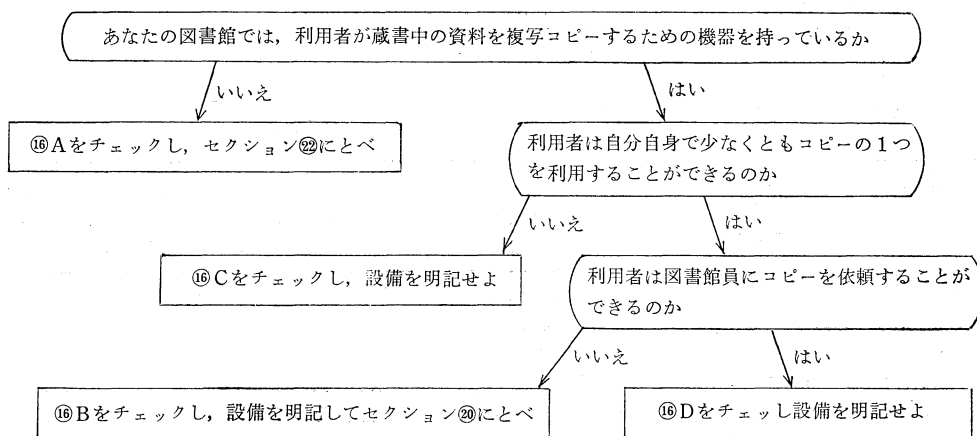 あなたの図書館では，利用者が蔵書中の資料を複写コピーするための機器を持っているか
いいえ
はい
⑯Aをチェックし，セクション㉒にとべ
利用者は自分自身で少なくともコピーの1つ
を利用することができるのか
いいえ
はい
⑯Cをチェックし，設備を明記せよ
利用者は図書館員にコピーを依頼することが
できるのか
いいえ
はい
⑯Bをチェックし，設備を明記してセクション⑳にとべ
⑯Dをチェッし設備を明記せよ